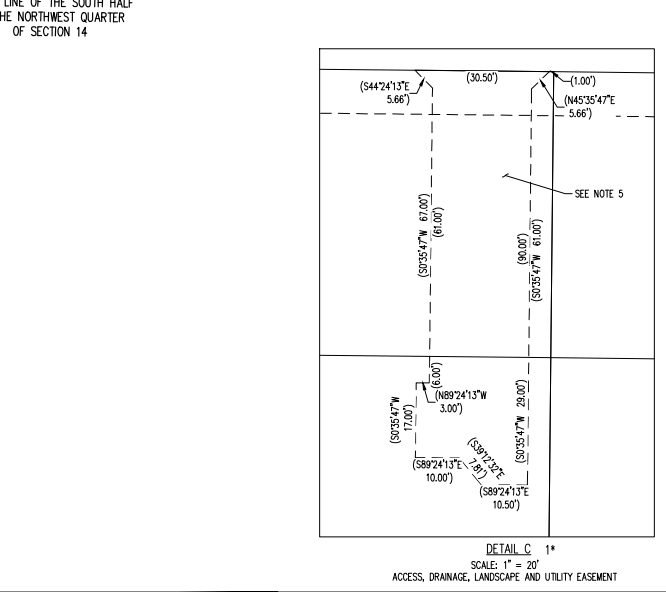 LINE OF THE SOUTH HALF
HE NORTHWEST QUARTER
OF SECTION 14
(30.50')
(1.00')
(S44°24'13"E
5.66')
(N45°35'47"E
5.66')
SEE NOTE 5
(S0°35'47"W 67.00')
(61.00')
(90.00')
(S0°35'47"W 61.00')
(6.00')
(N89°24'13"W
3.00')
(S0°35'47"W
17.00')
(S0°35'47"W 29.00')
(S39°12'32"E
7.81')
(S89°24'13"E
10.00')
(S89°24'13"E
10.50')
DETAIL C 1*
SCALE: 1" = 20'
ACCESS, DRAINAGE, LANDSCAPE AND UTILITY EASEMENT